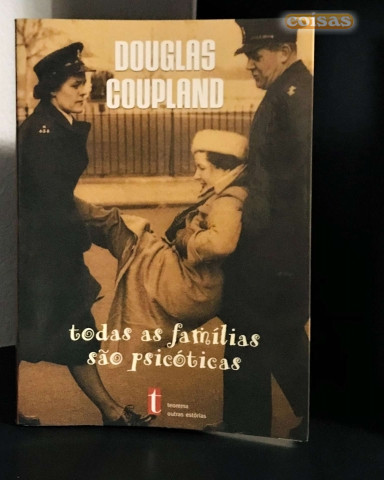 coisas
DOUGLAS
COUPLAND
todas as famílias
são psicóticas
t
teorema
outras estórias